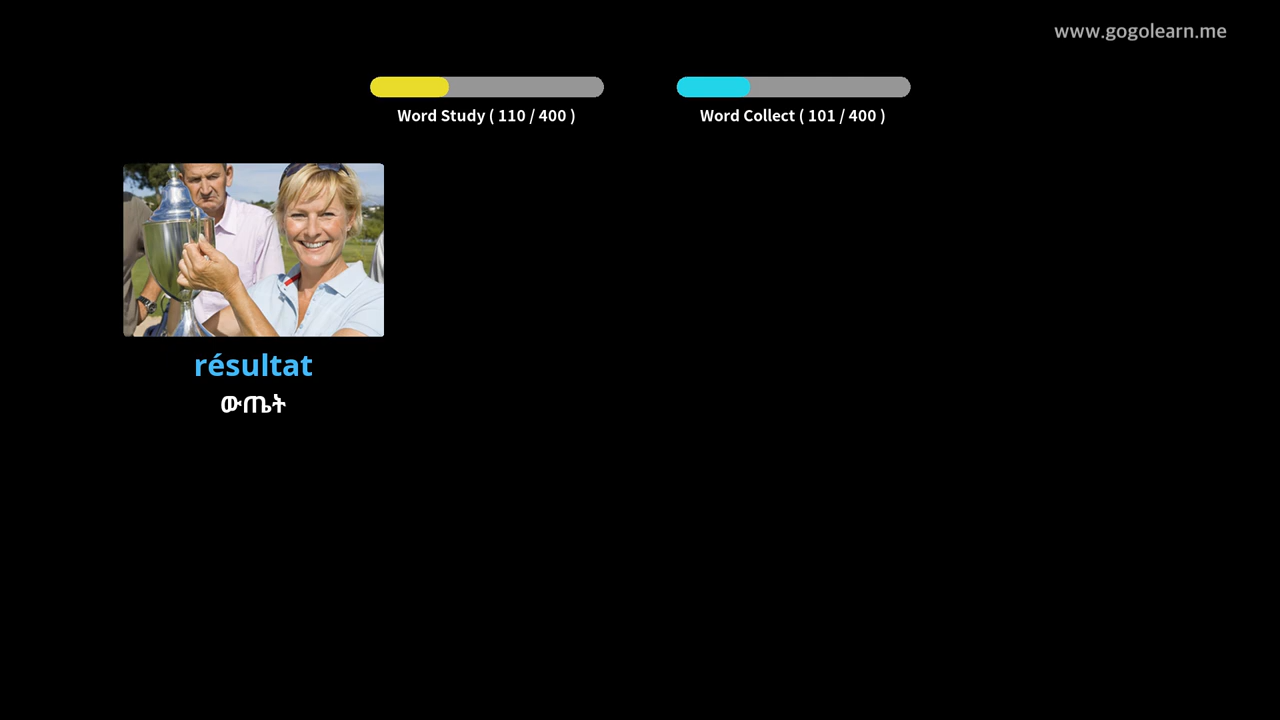 www.gogolearn.me
Word Study ( 110 / 400 )
Word Collect ( 101 / 400 )
résultat
ውጤት